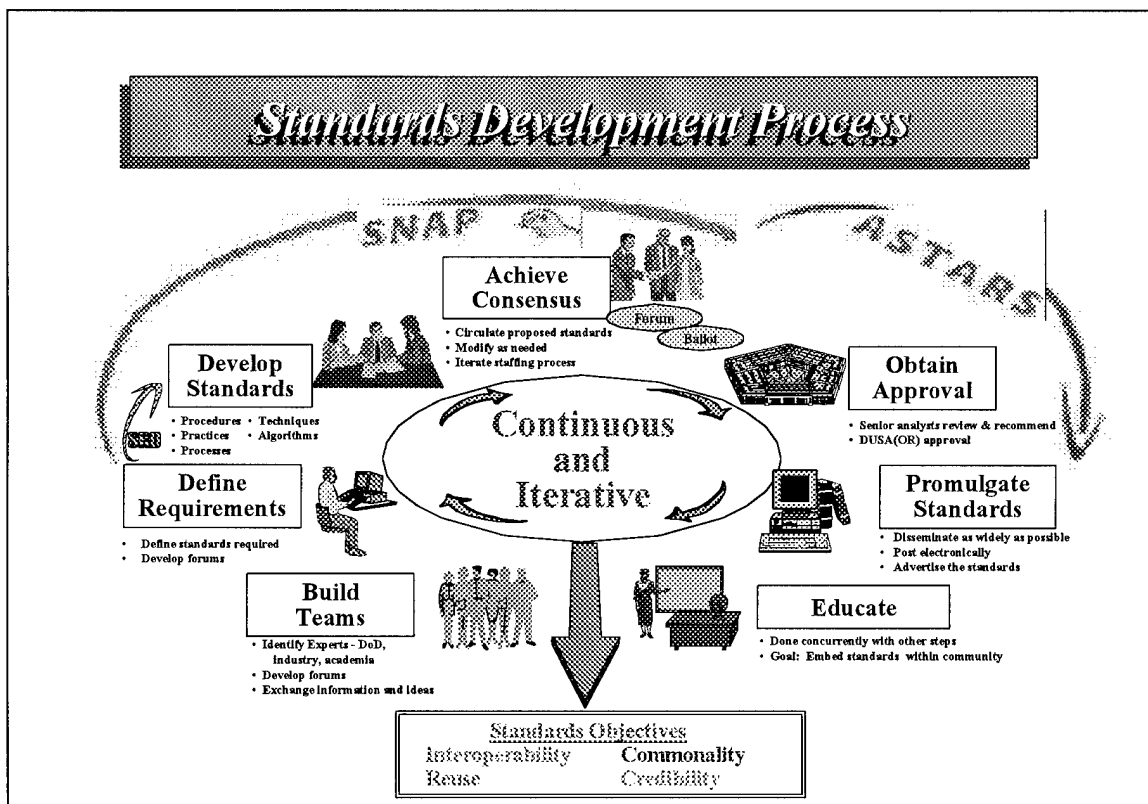 Standards Development Process
SNAP
ASTARS
Achieve
Consensus
• Circulate proposed standards
• Modify as needed
• Iterate staffing process
Forum
Ballot
Develop
Standards
• Procedures • Techniques
• Practices • Algorithms
• Processes
Obtain
Approval
• Senior analysts review & recommend
• DUSA(OR) approval
Continuous
and
Iterative
Define
Requirements
• Define standards required
• Develop forums
Promulgate
Standards
• Disseminate as widely as possible
• Post electronically
• Advertise the standards
Build
Teams
• Identify Experts - DoD,
industry, academia
• Develop forums
• Exchange information and ideas
Educate
• Done concurrently with other steps
• Goal: Embed standards within community
Standards Objectives
Interoperability Commonality
Reuse Credibility